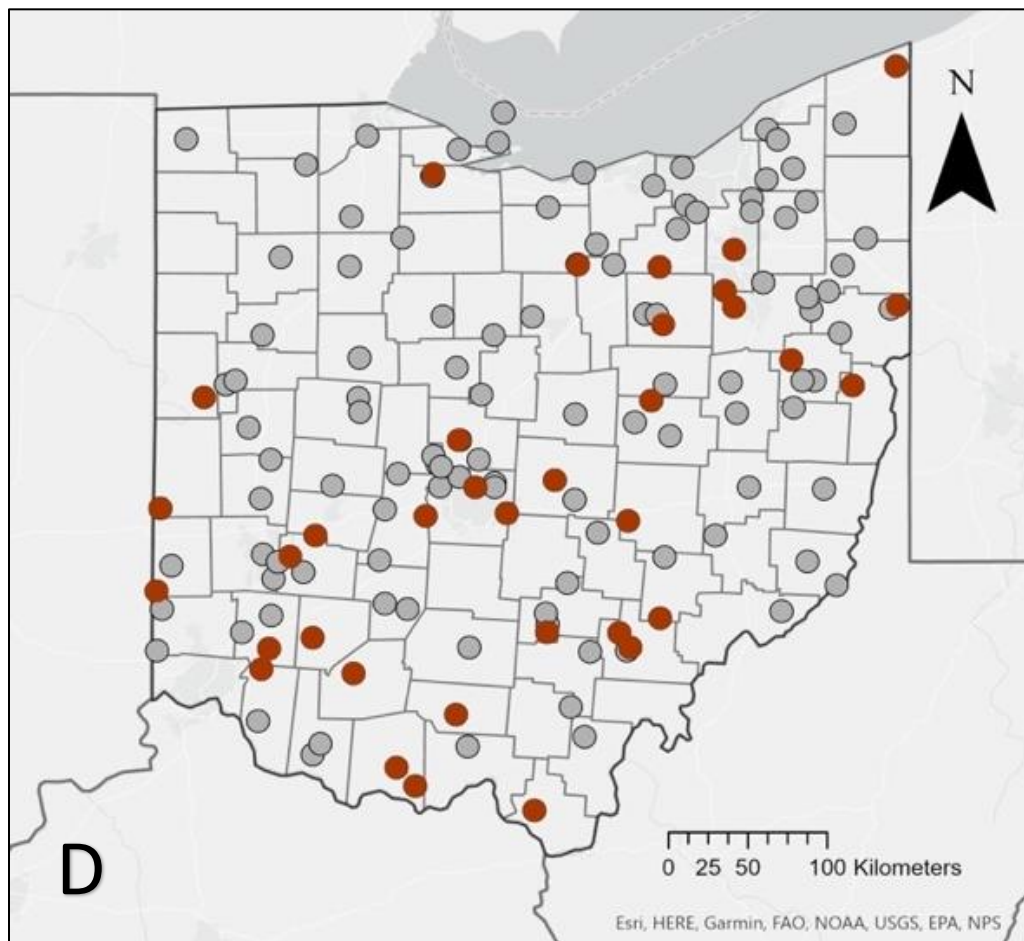 N
D
0 25 50 100 Kilometers
Esri, HERE, Garmin, FAO, NOAA, USGS, EPA, NPS